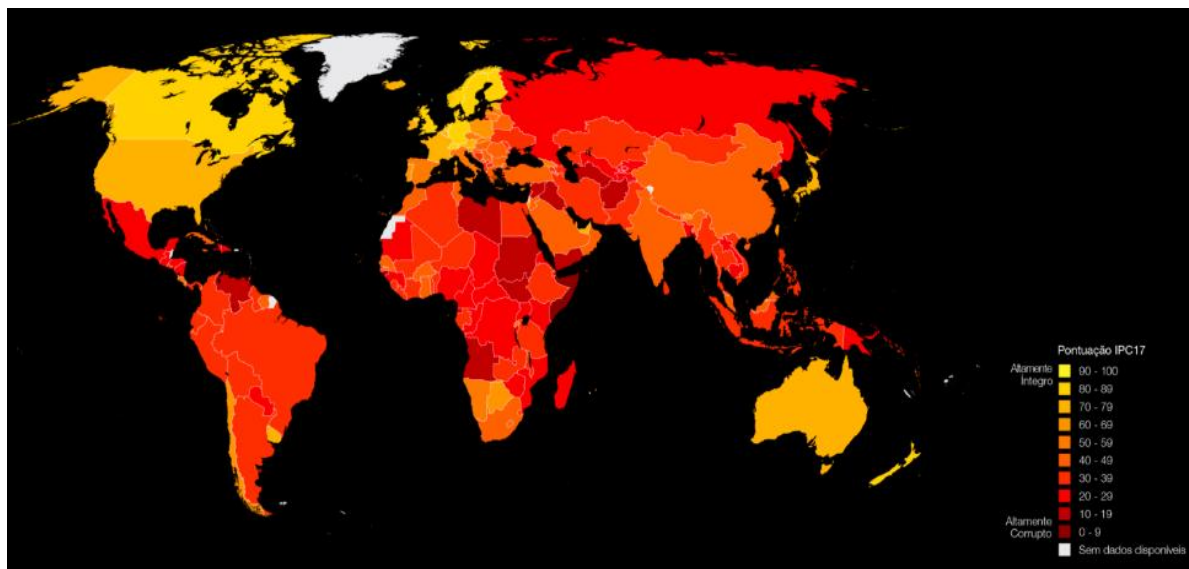 Pontuação IPC17
Altamente
Íntegro
90 - 100
80 - 89
70 - 79
60 - 69
50 - 59
40 - 49
30 - 39
20 - 29
10 - 19
Altamente
Corrupto
0 - 9
Sem dados disponíveis